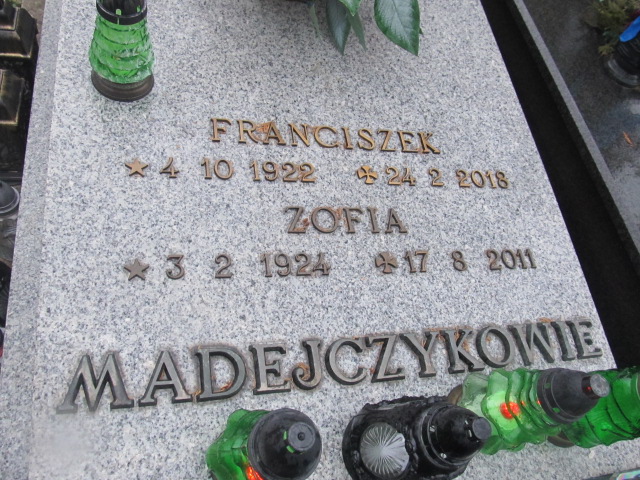 FRANCISZEK
★ 4 10 1922 ✠ 24 2 2018
ZOFIA
★ 3 2 1924 ✠ 17 8 2011
MADEJCZYKOWIE